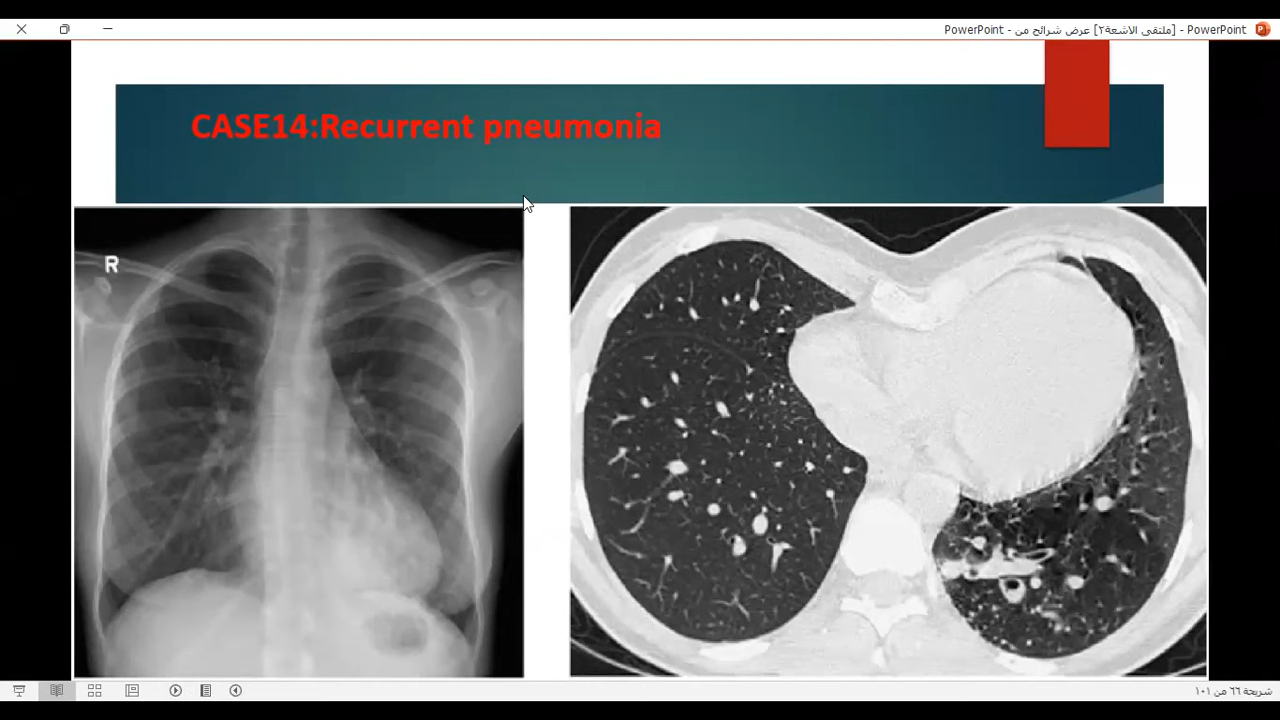 PowerPoint - [ملتقى الاشعة٢] عرض شرائح من - PowerPoint
CASE14:Recurrent pneumonia
R
شريحة ٦٦ من ١٠١